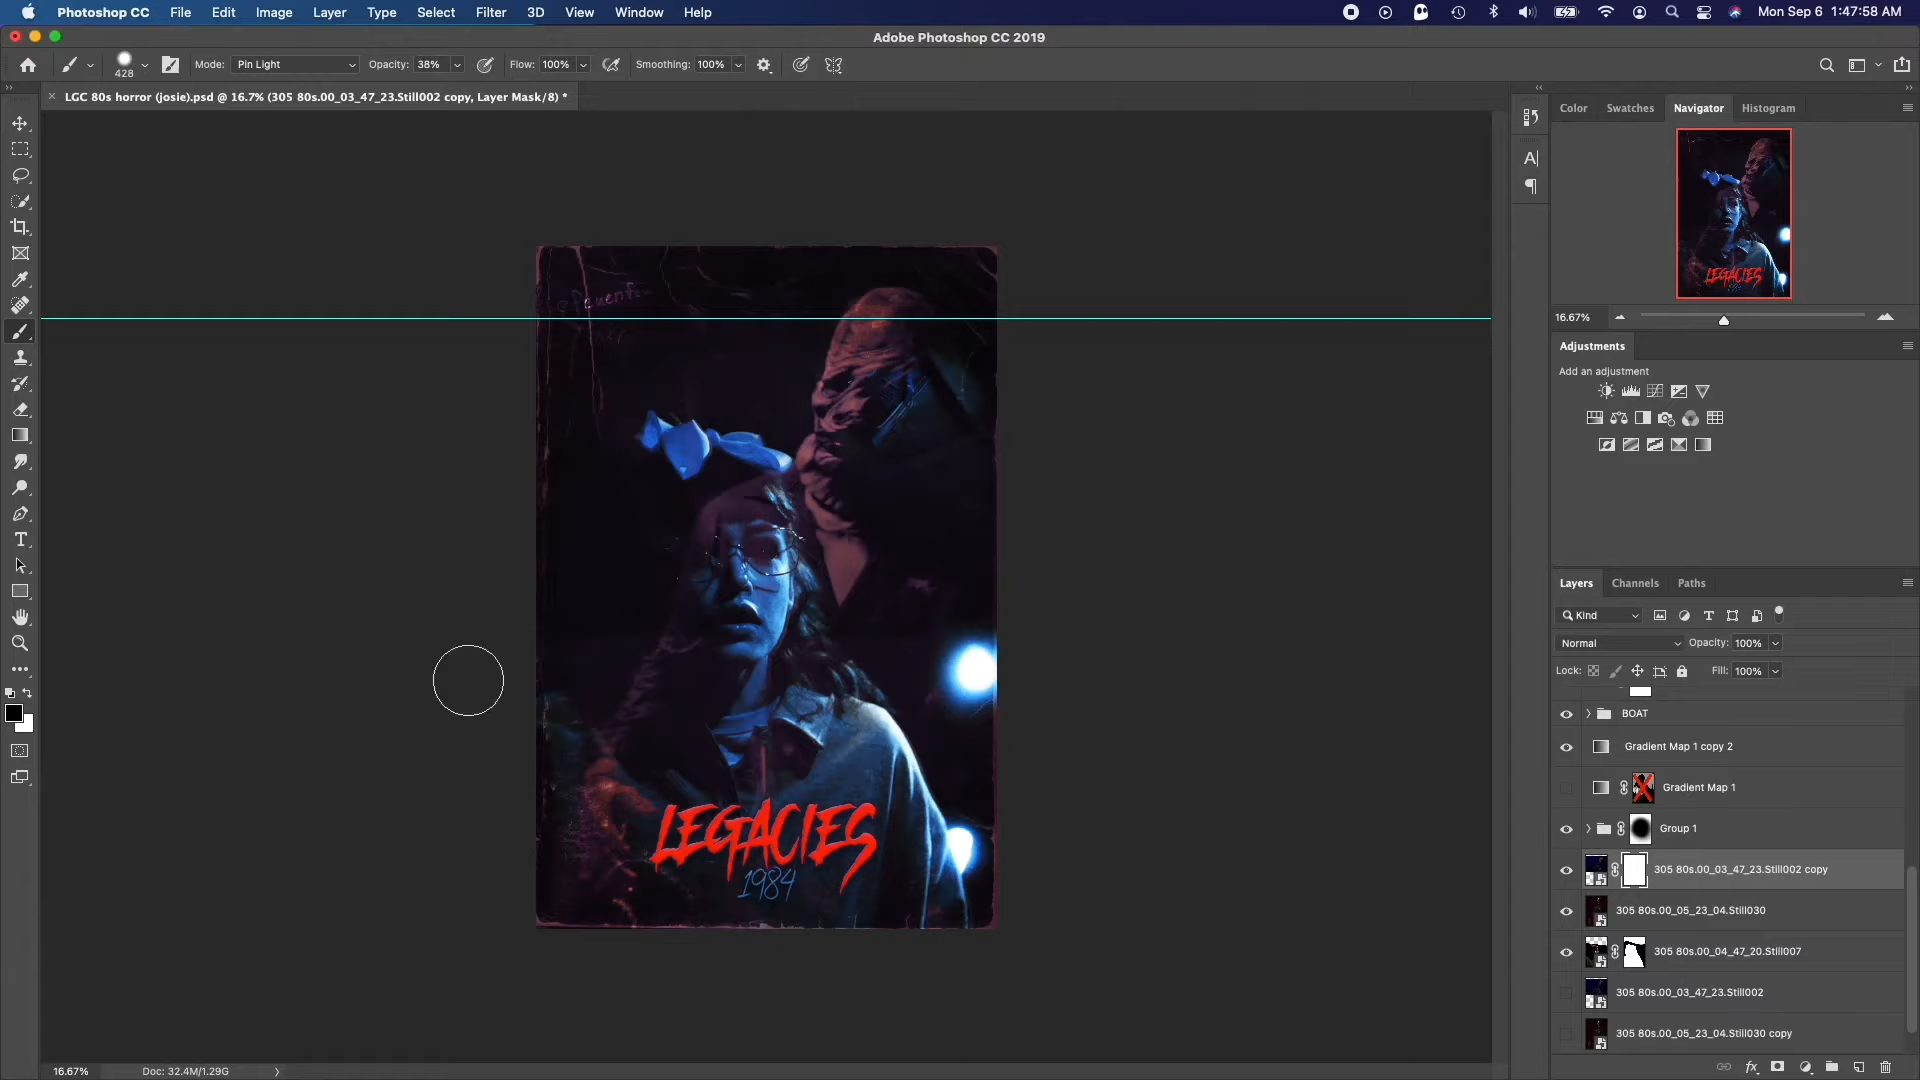 Photoshop CC File Edit Image Layer Type Select Filter 3D View Window Help Mon Sep 6 1:47:58 AM
Adobe Photoshop CC 2019
428 Mode: Pin Light Opacity: 38% Flow: 100% Smoothing: 100%
LGC 80s horror (josie).psd @ 16.7% (305 80s.00_03_47_23.Still002 copy, Layer Mask/8) *
Color Swatches Navigator Histogram
16.67%
Adjustments
Add an adjustment
Layers Channels Paths
Kind
Normal Opacity: 100%
Lock: Fill: 100%
BOAT
Gradient Map 1 copy 2
Gradient Map 1
Group 1
305 80s.00_03_47_23.Still002 copy
305 80s.00_05_23_04.Still030
305 80s.00_04_47_20.Still007
305 80s.00_03_47_23.Still002
305 80s.00_05_23_04.Still030 copy
LEGACIES
1984
LEGACIES
16.67% Doc: 32.4M/1.29G